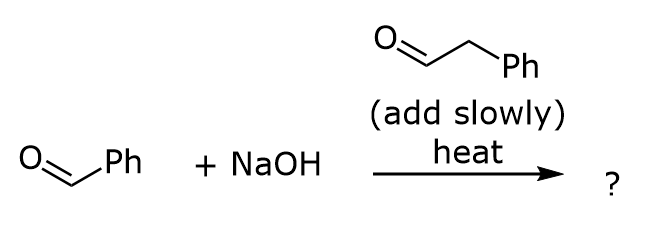 O
Ph
(add slowly)
heat
O
Ph
+ NaOH
?